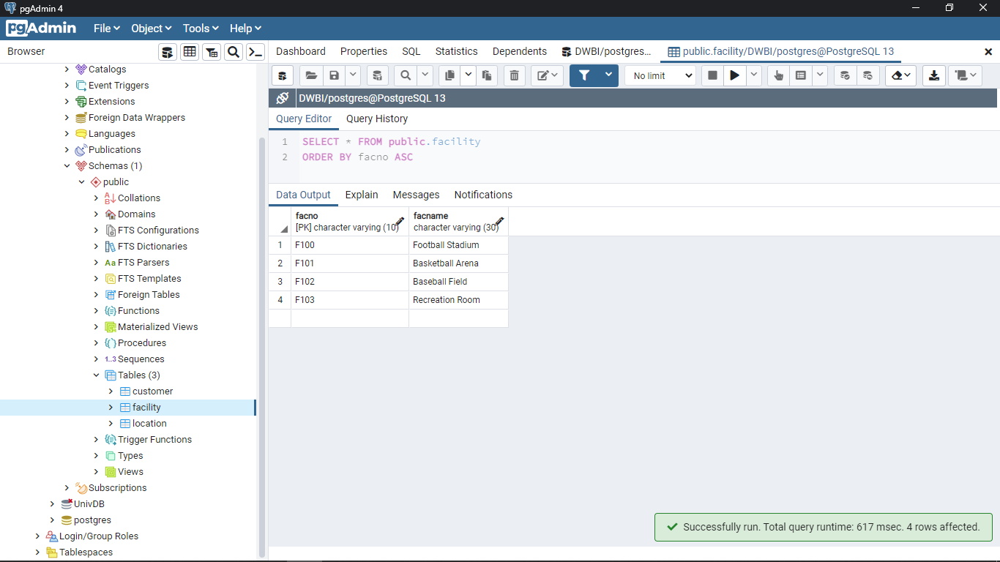 pgAdmin 4
pgAdmin File Object Tools Help
Browser
Dashboard Properties SQL Statistics Dependents DWBI/postgres... public.facility/DWBI/postgres@PostgreSQL 13
No limit
Catalogs
Event Triggers
Extensions
Foreign Data Wrappers
Languages
Publications
Schemas (1)
public
Collations
Domains
FTS Configurations
FTS Dictionaries
Aa FTS Parsers
FTS Templates
Foreign Tables
Functions
Materialized Views
Procedures
1..3 Sequences
Tables (3)
customer
facility
location
Trigger Functions
Types
Views
Subscriptions
UnivDB
postgres
Login/Group Roles
Tablespaces
DWBI/postgres@PostgreSQL 13
Query Editor Query History
1 SELECT * FROM public.facility
2 ORDER BY facno ASC
Data Output Explain Messages Notifications
facno facname
[PK] character varying (10) character varying (30)
1 F100 Football Stadium
2 F101 Basketball Arena
3 F102 Baseball Field
4 F103 Recreation Room
Successfully run. Total query runtime: 617 msec. 4 rows affected.